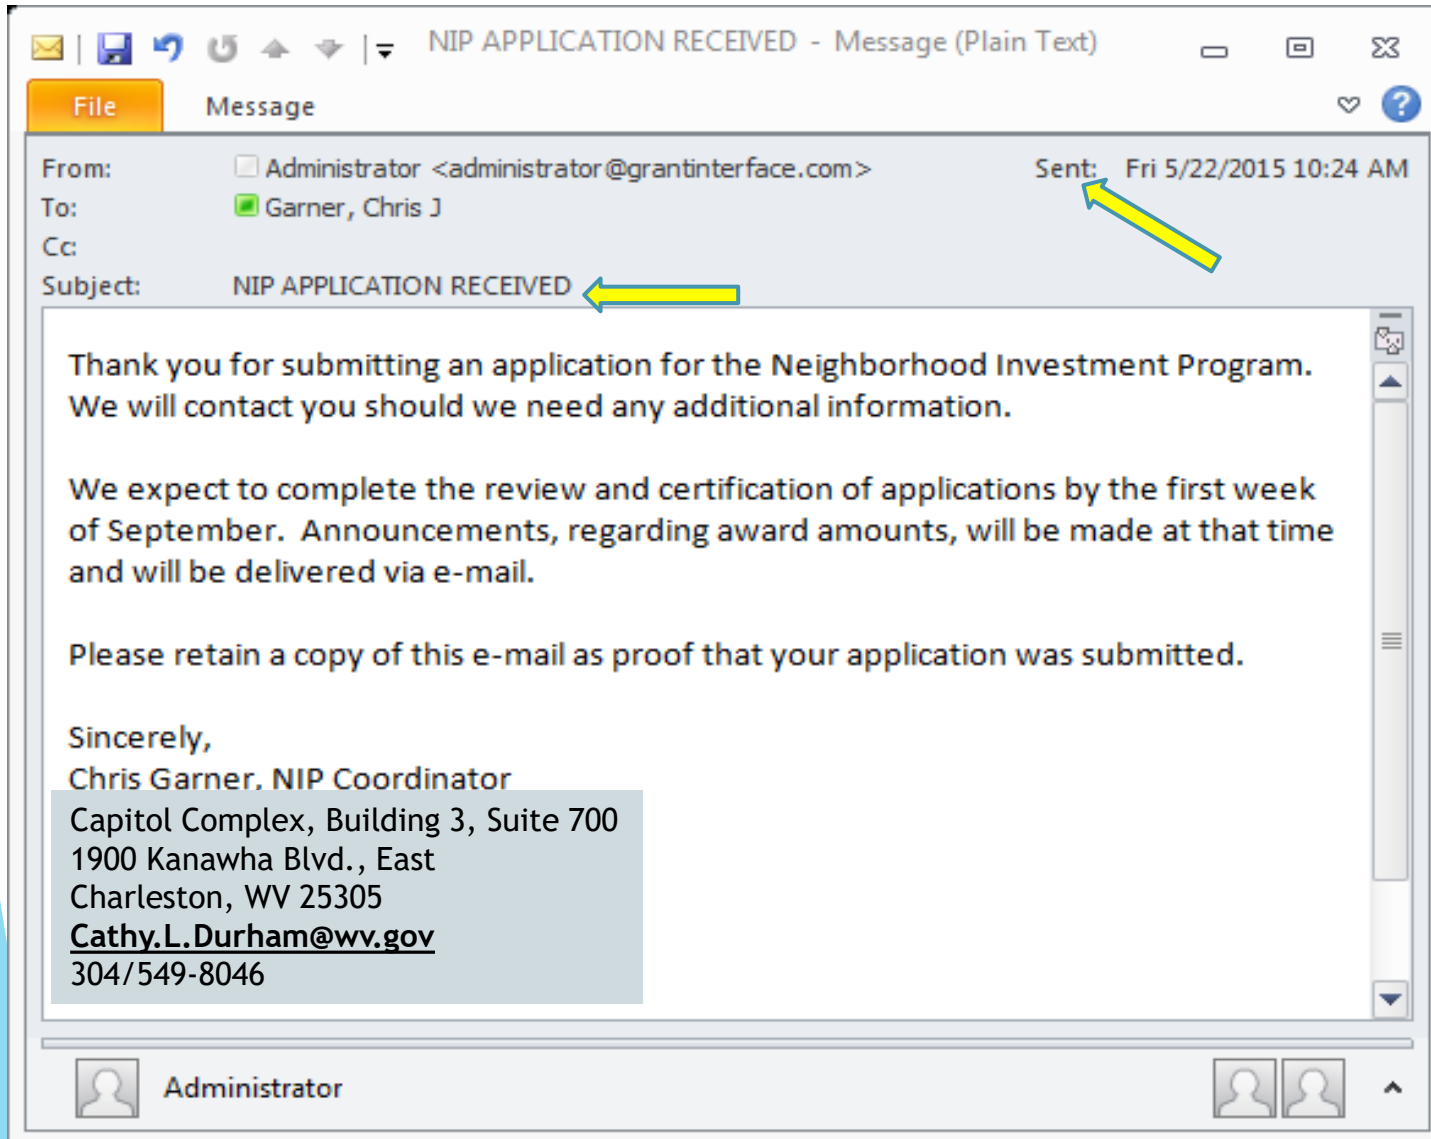 NIP APPLICATION RECEIVED - Message (Plain Text)
File Message
From: Administrator <administrator@grantinterface.com> Sent: Fri 5/22/2015 10:24 AM
To: Garner, Chris J
Cc:
Subject: NIP APPLICATION RECEIVED
Thank you for submitting an application for the Neighborhood Investment Program.
We will contact you should we need any additional information.
We expect to complete the review and certification of applications by the first week
of September.  Announcements, regarding award amounts, will be made at that time
and will be delivered via e-mail.
Please retain a copy of this e-mail as proof that your application was submitted.
Sincerely,
Chris Garner, NIP Coordinator
Capitol Complex, Building 3, Suite 700
1900 Kanawha Blvd., East
Charleston, WV 25305
Cathy.L.Durham@wv.gov
304/549-8046
Administrator